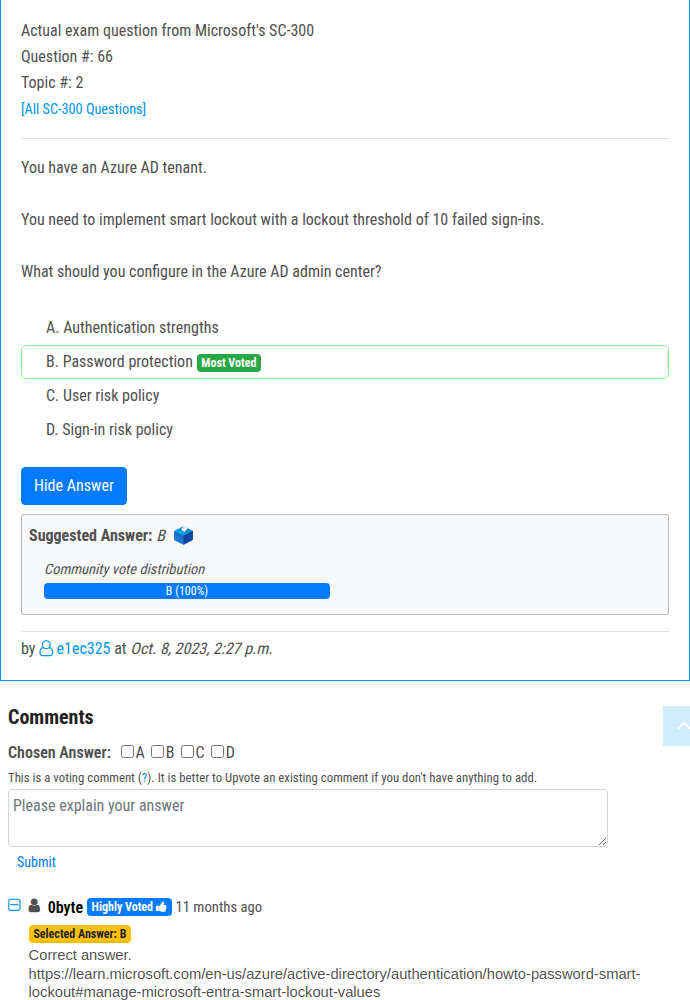 Actual exam question from Microsoft's SC-300
Question #: 66
Topic #: 2
[All SC-300 Questions]
You have an Azure AD tenant.
You need to implement smart lockout with a lockout threshold of 10 failed sign-ins.
What should you configure in the Azure AD admin center?
A. Authentication strengths
B. Password protection Most Voted
C. User risk policy
D. Sign-in risk policy
Hide Answer
Suggested Answer: B
Community vote distribution
B (100%)
by e1ec325 at Oct. 8, 2023, 2:27 p.m.
Comments
Chosen Answer: A B C D
This is a voting comment (?). It is better to Upvote an existing comment if you don't have anything to add.
Please explain your answer
Submit
0byte Highly Voted 11 months ago
Selected Answer: B
Correct answer.
https://learn.microsoft.com/en-us/azure/active-directory/authentication/howto-password-smart-
lockout#manage-microsoft-entra-smart-lockout-values